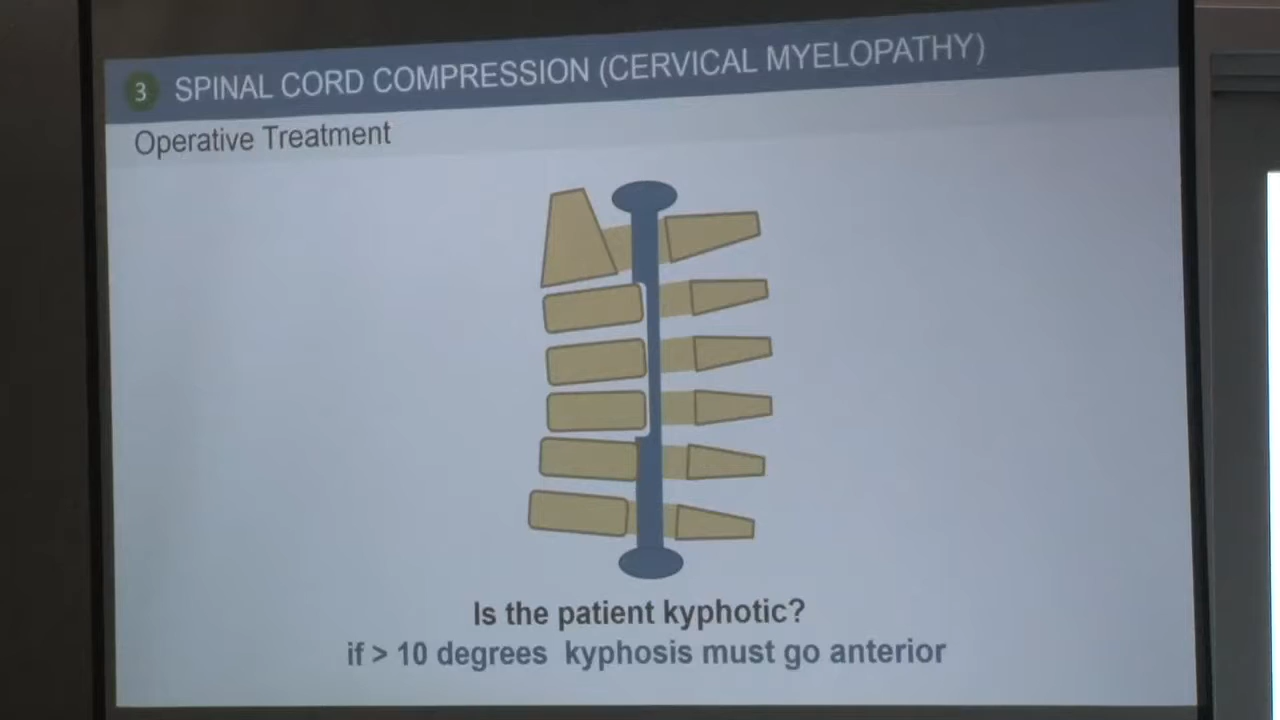 3 SPINAL CORD COMPRESSION (CERVICAL MYELOPATHY)
Operative Treatment
Is the patient kyphotic?
if > 10 degrees kyphosis must go anterior